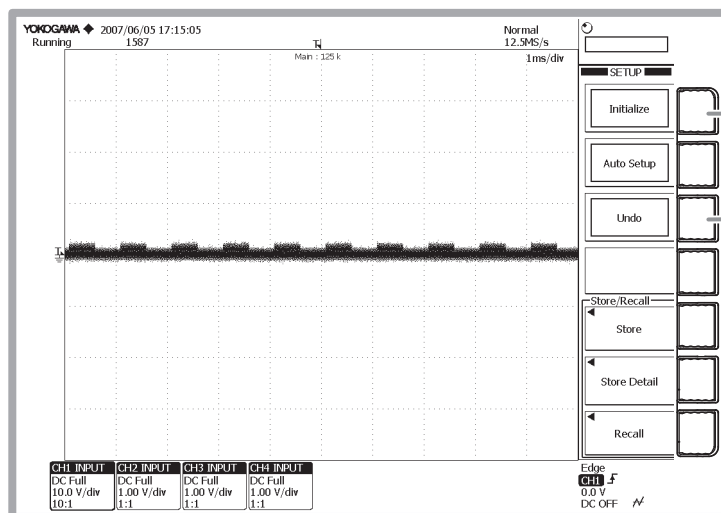 YOKOGAWA ◆ 2007/06/05 17:15:05
Running 1587
Normal
12.5MS/s
T
Main : 125 k
1ms/div
T
SETUP
Initialize
Auto Setup
Undo
Store/Recall
Store
Store Detail
Recall
CH1 INPUT
DC Full
10.0 V/div
10:1
CH2 INPUT
DC Full
1.00 V/div
1:1
CH3 INPUT
DC Full
1.00 V/div
1:1
CH4 INPUT
DC Full
1.00 V/div
1:1
Edge
CH1
0.0 V
DC OFF